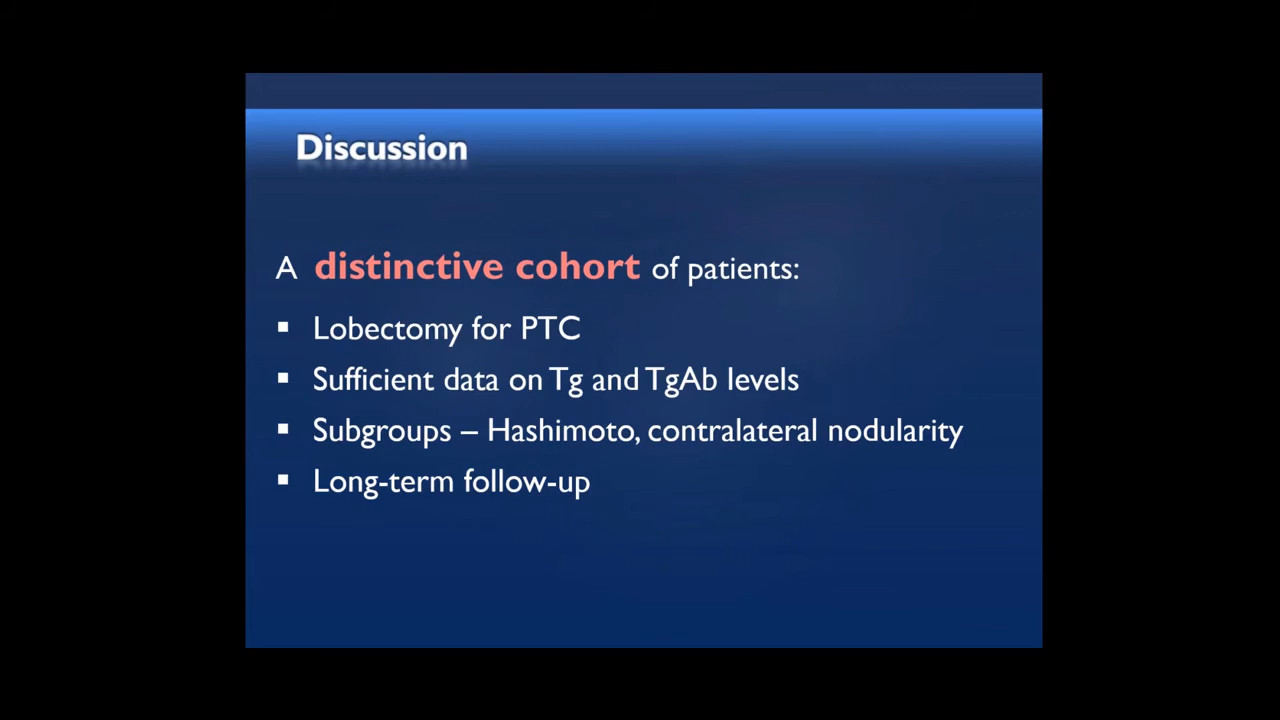 Discussion
A distinctive cohort of patients:
▪ Lobectomy for PTC
▪ Sufficient data on Tg and TgAb levels
▪ Subgroups – Hashimoto, contralateral nodularity
▪ Long-term follow-up